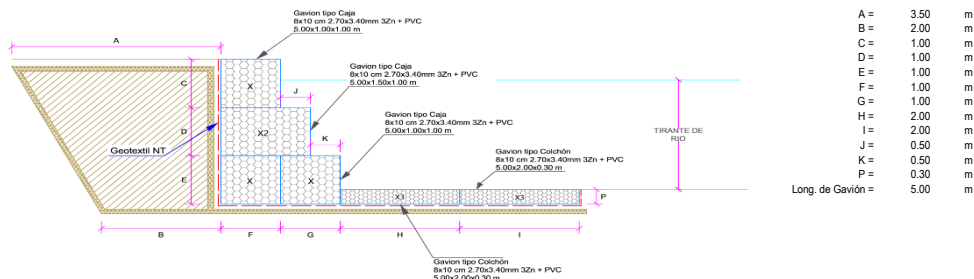 Gavion tipo Caja
8x10 cm 2.70x3.40mm 3Zn + PVC
5.00x1.00x1.00 m
A
Gavion tipo Caja
8x10 cm 2.70x3.40mm 3Zn + PVC
5.00x1.50x1.00 m
C
X
J
Gavion tipo Caja
8x10 cm 2.70x3.40mm 3Zn + PVC
5.00x1.00x1.00 m
D
X2
K
TIRANTE DE
RIO
Geotextil NT
Gavion tipo Colchón
8x10 cm 2.70x3.40mm 3Zn + PVC
5.00x2.00x0.30 m
E
X
X
X3
X3
P
B
F
G
H
I
Gavion tipo Colchón
8x10 cm 2.70x3.40mm 3Zn + PVC
5.00x2.00x0.30 m
A = 3.50 m
B = 2.00 m
C = 1.00 m
D = 1.00 m
E = 1.00 m
F = 1.00 m
G = 1.00 m
H = 2.00 m
I = 2.00 m
J = 0.50 m
K = 0.50 m
P = 0.30 m
Long. de Gavión = 5.00 m